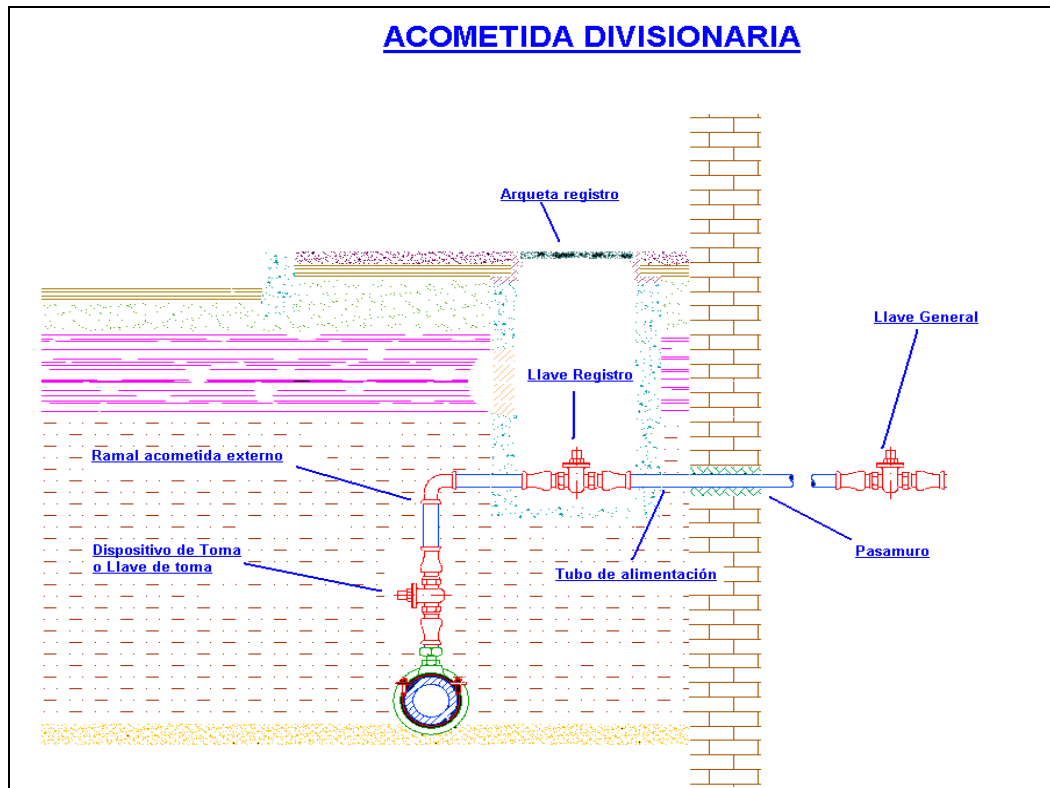 ACOMETIDA DIVISIONARIA
Arqueta registro
Llave General
Llave Registro
Ramal acometida externo
Dispositivo de Toma
o Llave de toma
Tubo de alimentación
Pasamuro